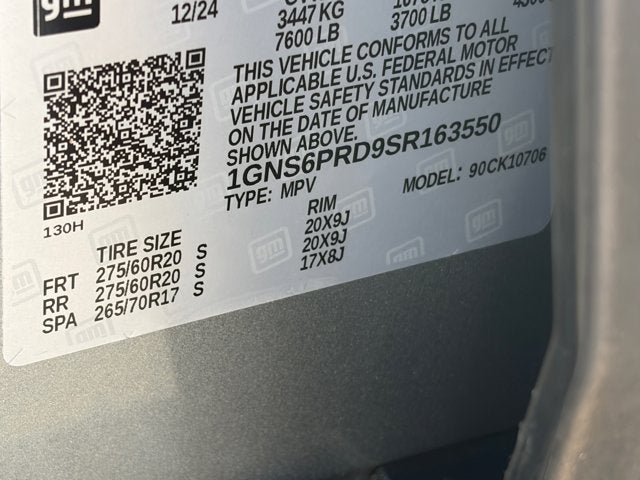 gm
12/24
3447 KG
7600 LB
3700 LB
THIS VEHICLE CONFORMS TO ALL
APPLICABLE U.S. FEDERAL MOTOR
VEHICLE SAFETY STANDARDS IN EFFECT
ON THE DATE OF MANUFACTURE
SHOWN ABOVE.
1GNS6PRD9SR163550
TYPE: MPV
MODEL: 90CK10706
130H
TIRE SIZE
RIM
FRT 275/60R20 S 20X9J
RR 275/60R20 S 20X9J
SPA 265/70R17 S 17X8J